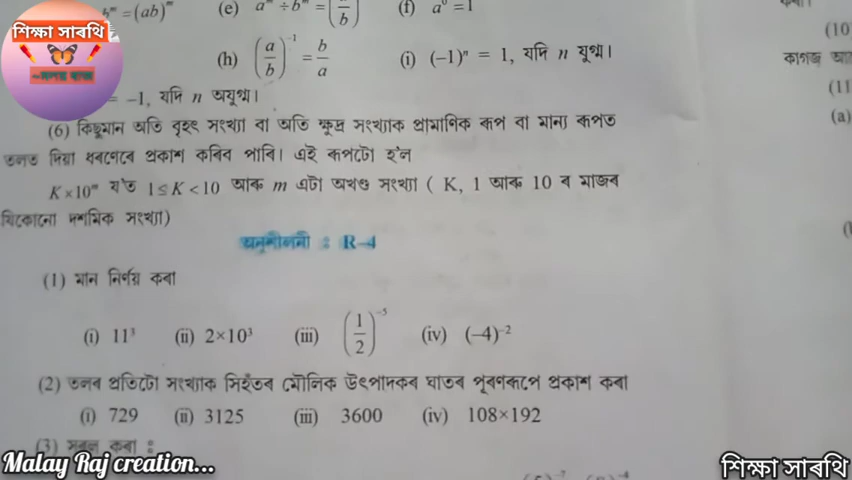 bᵐ = (ab)ᵐ (e) aᵐ ÷ bᵐ = (a/b) (f) a⁰ = 1
শিক্ষা সাৰথি
(h) (a/b)⁻¹ = b/a (i) (-1)ⁿ = 1, যদি n যুগ্ম।
= -1, যদি n অযুগ্ম।
(6) কিছুমান অতি বৃহৎ সংখ্যা বা অতি ক্ষুদ্ৰ সংখ্যাক প্ৰামাণিক ৰূপ বা মান্য ৰূপত
তলত দিয়া ধৰণেৰে প্ৰকাশ কৰিব পাৰি। এই ৰূপটো হ'ল
K×10ᵐ য'ত 1≤K<10 আৰু m এটা অখণ্ড সংখ্যা ( K, 1 আৰু 10 ৰ মাজৰ
যিকোনো দশমিক সংখ্যা)
অনুশীলনী : R-4
(1) মান নিৰ্ণয় কৰা
(i) 11³ (ii) 2×10³ (iii) (1/2)⁻⁵ (iv) (-4)⁻²
(2) তলৰ প্ৰতিটো সংখ্যাক সিহঁতৰ মৌলিক উৎপাদকৰ ঘাতৰ পূৰণৰূপে প্ৰকাশ কৰা
(i) 729 (ii) 3125 (iii) 3600 (iv) 108×192
(3) সৰল কৰা :
(10)
কাগজ
(11)
(a)
Malay Raj creation...
শিক্ষা সাৰথি